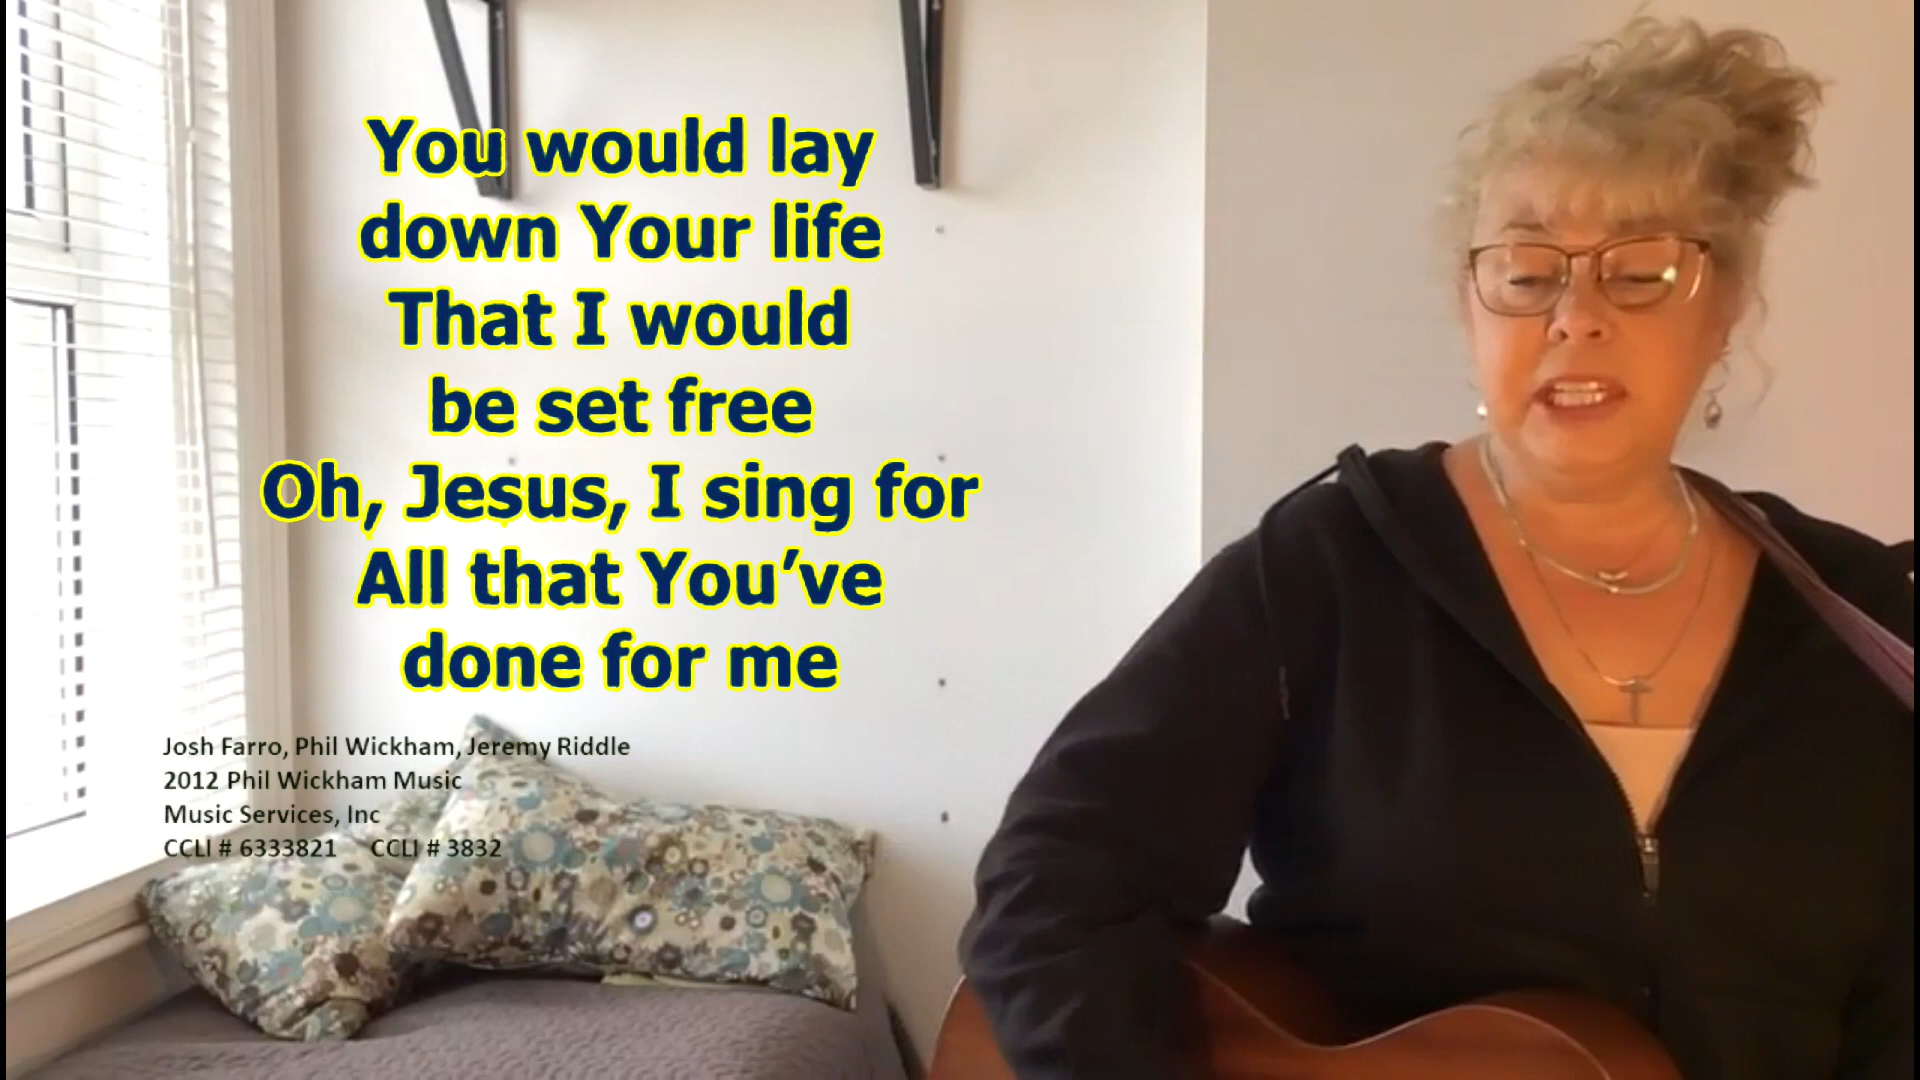 You would lay
down Your life
That I would
be set free
Oh, Jesus, I sing for
All that You’ve
done for me
Josh Farro, Phil Wickham, Jeremy Riddle
2012 Phil Wickham Music
Music Services, Inc
CCLI # 6333821 CCLI # 3832